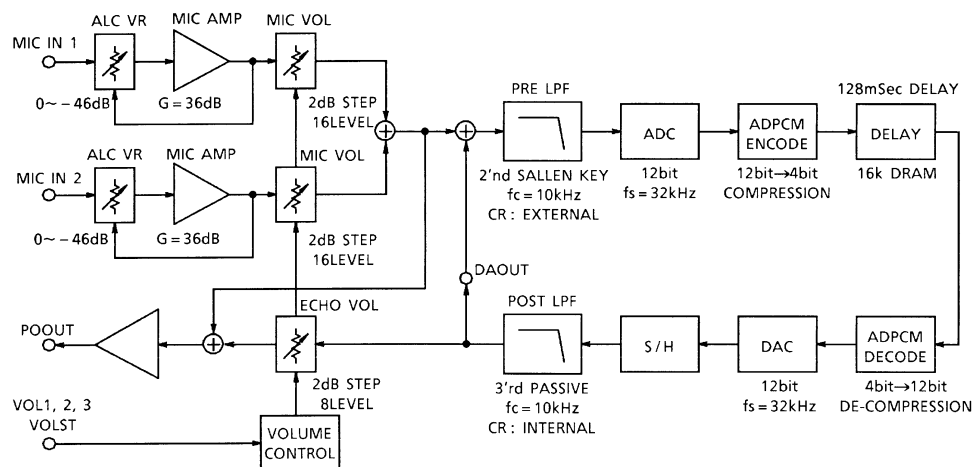 ALC VR
MIC AMP
MIC VOL
MIC IN 1
0~ −46dB
G = 36dB
2dB STEP
16LEVEL
ALC VR
MIC AMP
MIC VOL
MIC IN 2
0~ −46dB
G = 36dB
2dB STEP
16LEVEL
PRE LPF
2'nd SALLEN KEY
fc = 10kHz
CR : EXTERNAL
ADC
12bit
fs = 32kHz
ADPCM
ENCODE
12bit→4bit
COMPRESSION
128mSec DELAY
DELAY
16k DRAM
DAOUT
ECHO VOL
POOUT
2dB STEP
8LEVEL
POST LPF
3'rd PASSIVE
fc = 10kHz
CR : INTERNAL
S / H
DAC
12bit
fs = 32kHz
ADPCM
DECODE
4bit→12bit
DE-COMPRESSION
VOL1, 2, 3
VOLST
VOLUME
CONTROL